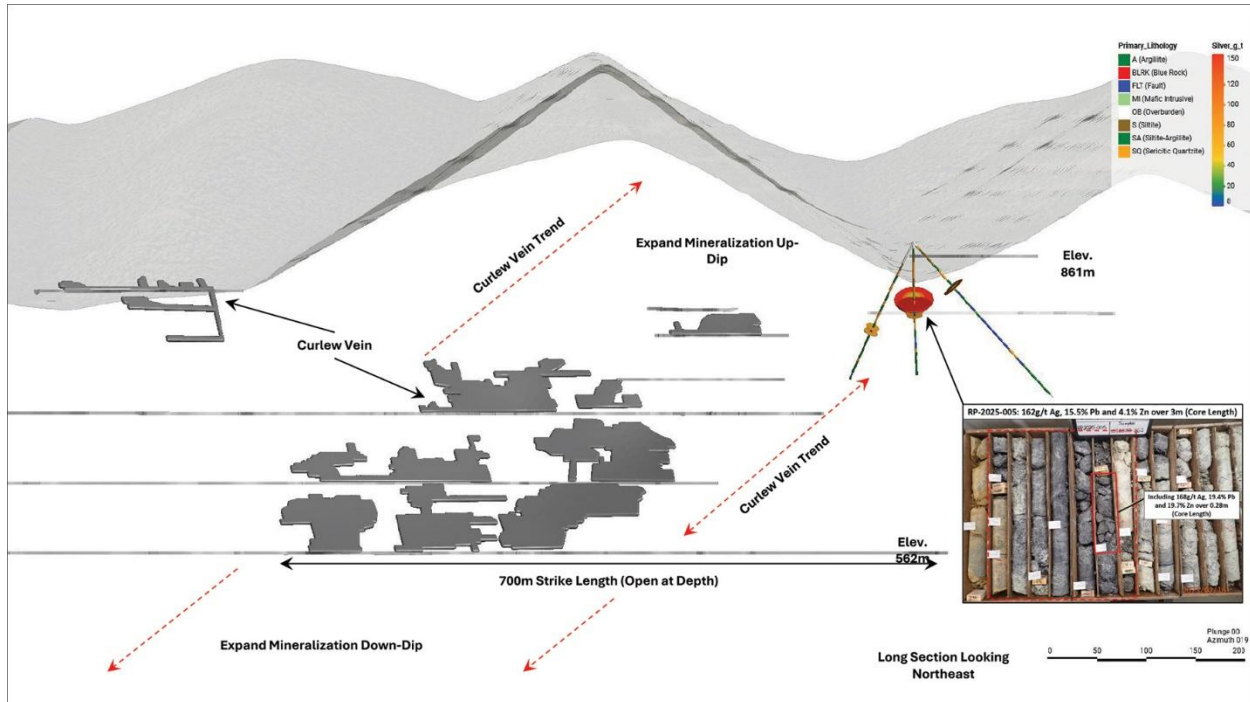 Primary_Lithology
A (Argillite)
BLRK (Blue Rock)
FLT (Fault)
MI (Mafic Intrusive)
OB (Overbarden)
S (Siltite)
SA (Siltite-Argillite)
SQ (Sericitic Quartzite)
Silver_g_t
150
100
80
60
40
20
0
Curlew Vein Trend
Expand Mineralization Up-
Dip
Elev.
861m
Curlew Vein
Curlew Vein Trend
RP-2025-005: 162g/t Ag, 15.5% Pb and 4.1% Zn over 3m (Core Length)
Including 168g/t Ag, 19.4% Pb
and 19.7% Zn over 0.28m
(Core Length)
Elev.
562m
700m Strike Length (Open at Depth)
Expand Mineralization Down-Dip
Long Section Looking
Northeast
Plunge 00
Azimuth 019
0 50 100 150 200